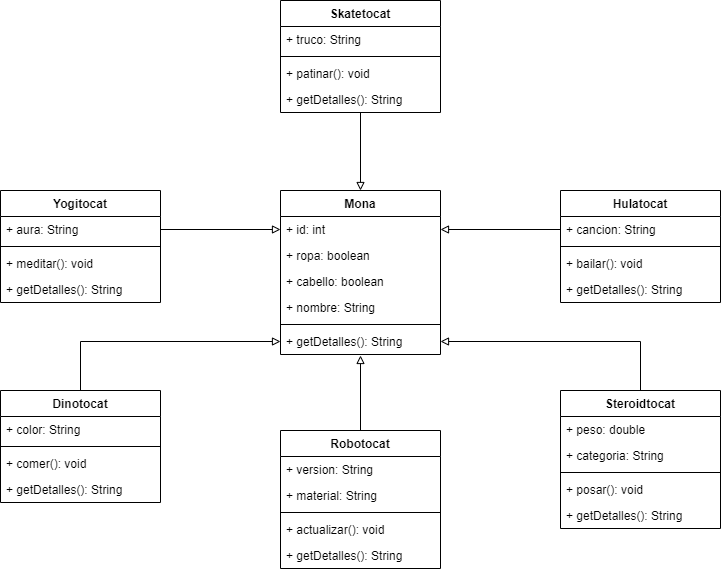 Skatetocat
+ truco: String
+ patinar(): void
+ getDetalles(): String
Yogitocat
+ aura: String
+ meditar(): void
+ getDetalles(): String
Mona
+ id: int
+ ropa: boolean
+ cabello: boolean
+ nombre: String
+ getDetalles(): String
Hulatocat
+ cancion: String
+ bailar(): void
+ getDetalles(): String
Dinotocat
+ color: String
+ comer(): void
+ getDetalles(): String
Robotocat
+ version: String
+ material: String
+ actualizar(): void
+ getDetalles(): String
Steroidtocat
+ peso: double
+ categoria: String
+ posar(): void
+ getDetalles(): String